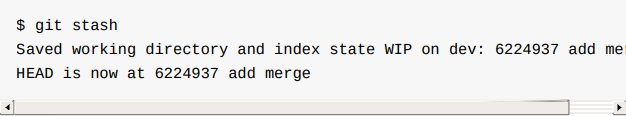 $ git stash
Saved working directory and index state WIP on dev: 6224937 add
HEAD is now at 6224937 add merge